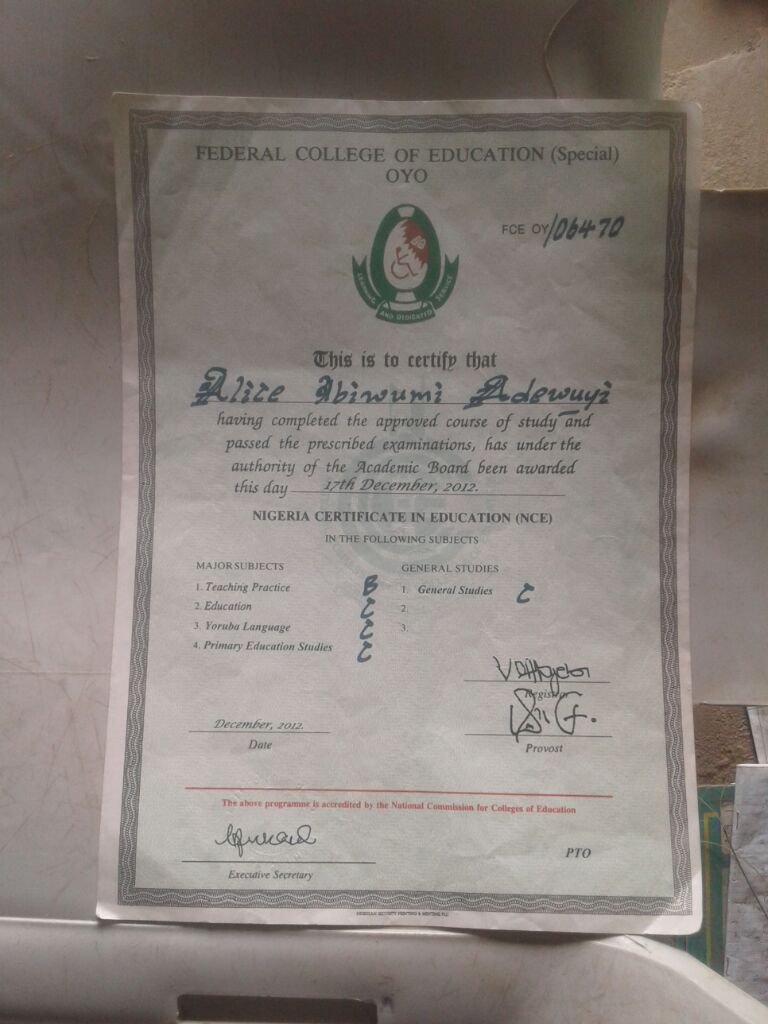 FEDERAL COLLEGE OF EDUCATION (Special)
OYO
FCE OY/06470
LEARNING AND DEDICATED SERVICE
This is to certify that
Alice Abiwumi Adewuyi
having completed the approved course of study and
passed the prescribed examinations, has under the
authority of the Academic Board been awarded
this day 17th December, 2012.
NIGERIA CERTIFICATE IN EDUCATION (NCE)
IN THE FOLLOWING SUBJECTS
MAJOR SUBJECTS
1. Teaching Practice B
2. Education C
3. Yoruba Language C
4. Primary Education Studies C
GENERAL STUDIES
1. General Studies C
2.
3.
Registrar
December, 2012.
Date
Provost
The above programme is accredited by the National Commission for Colleges of Education
Executive Secretary
PTO